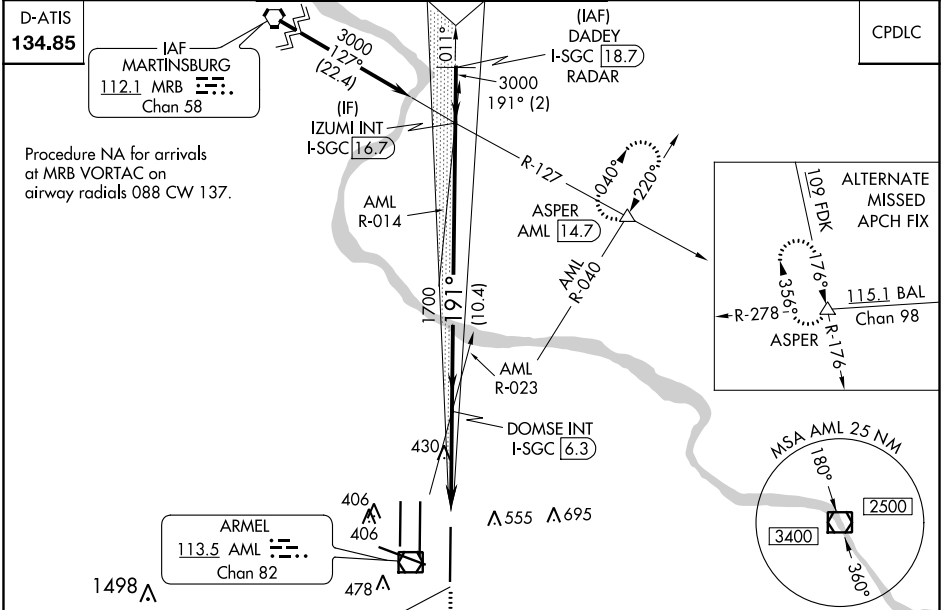 D-ATIS
134.85
IAF
MARTINSBURG
112.1 MRB
Chan 58
3000
127°
(22.4)
(IF)
IZUMI INT
I-SGC 16.7
011°
(IAF)
DADEY
I-SGC 18.7
RADAR
3000
191° (2)
CPDLC
Procedure NA for arrivals
at MRB VORTAC on
airway radials 088 CW 137.
AML
R-014
R-127
040°
220°
ASPER
AML 14.7
AML
R-040
1700
191°
(10.4)
AML
R-023
DOMSE INT
I-SGC 6.3
109 FDK
ALTERNATE
MISSED
APCH FIX
176°
356°
115.1 BAL
Chan 98
R-278
ASPER
R-176
430
406
406
555
695
ARMEL
113.5 AML
Chan 82
1498
478
MSA AML 25 NM
180°
2500
3400
360°